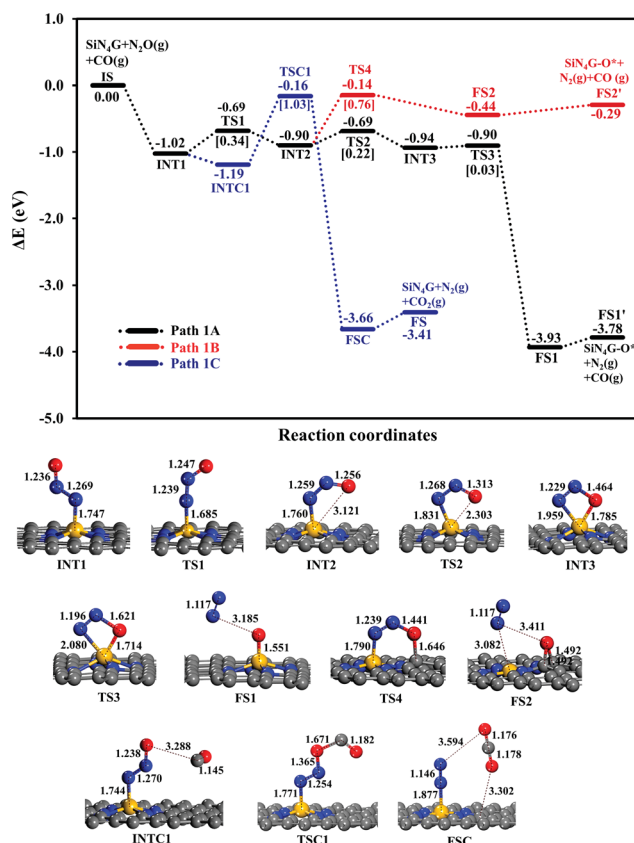 1.0
0.0
-1.0
-2.0
-3.0
-4.0
-5.0
ΔE (eV)
Reaction coordinates
SiN4G+N2O(g)
+CO(g)
IS
0.00
-1.02
INT1
-0.69
TS1
[0.34]
-1.19
INTC1
TSC1
-0.16
[1.03]
-0.90
INT2
TS4
-0.14
[0.76]
-0.69
TS2
[0.22]
-0.94
INT3
FS2
-0.44
-0.90
TS3
[0.03]
SiN4G-O*+
N2(g)+CO (g)
FS2'
-0.29
-3.66
FSC
SiN4G+N2(g)
+CO2(g)
FS
-3.41
-3.93
FS1
FS1'
-3.78
SiN4G-O*
+N2(g)
+CO(g)
Path 1A
Path 1B
Path 1C
1.236
1.269
1.747
INT1
1.247
1.239
1.685
TS1
1.259
1.256
1.760
3.121
INT2
1.268
1.313
1.831
2.303
TS2
1.229
1.464
1.959
1.785
INT3
1.196
1.621
2.080
1.714
TS3
1.117
3.185
1.551
FS1
1.239
1.441
1.790
1.646
TS4
1.117
3.411
3.082
1.492
1.492
FS2
1.238
3.288
1.145
1.270
1.744
INTC1
1.671
1.182
1.365
1.254
1.771
TSC1
1.176
3.594
1.178
1.146
1.877
3.302
FSC